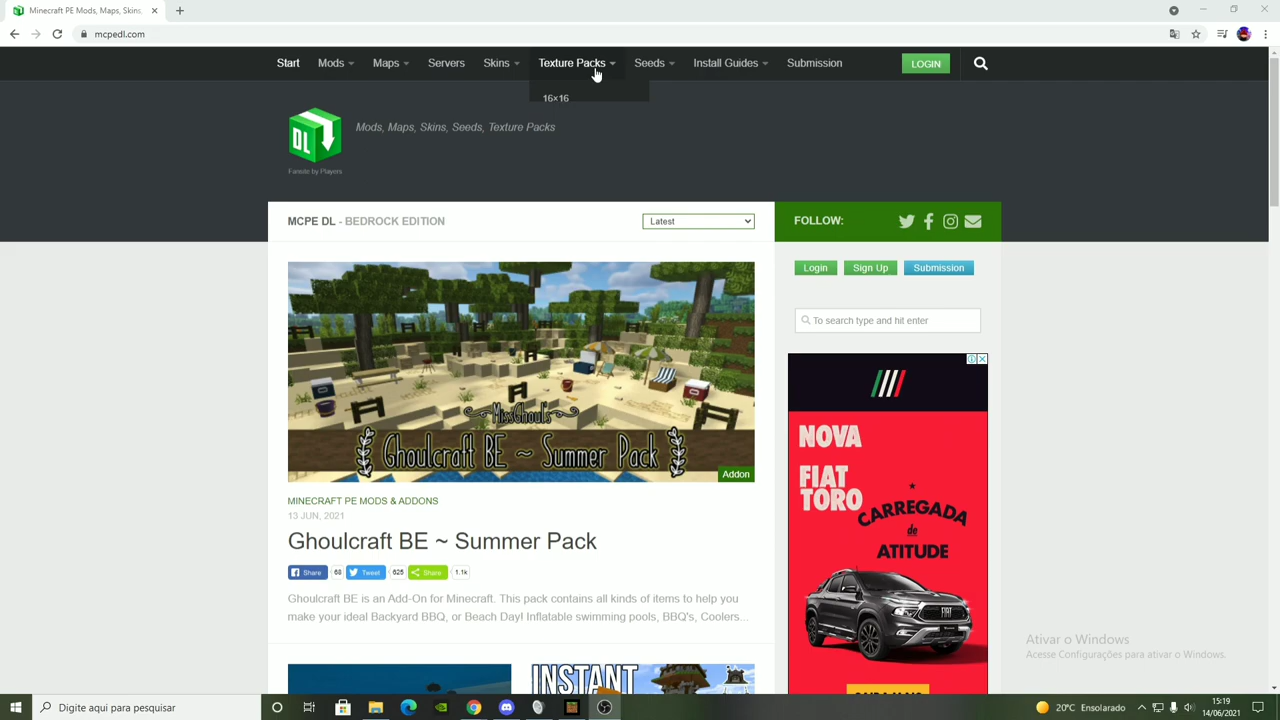 Minecraft PE Mods, Maps, Skins,
mcpedl.com
Start Mods Maps Servers Skins Texture Packs Seeds Install Guides Submission LOGIN
16×16
DL
Mods, Maps, Skins, Seeds, Texture Packs
Fansite by Players
MCPE DL - BEDROCK EDITION
Latest
FOLLOW:
Login Sign Up Submission
To search type and hit enter
MissGhoul's
Ghoulcraft BE ~ Summer Pack
Addon
MINECRAFT PE MODS & ADDONS
13 JUN, 2021
Ghoulcraft BE ~ Summer Pack
Share 68 Tweet 625 Share 1.1k
Ghoulcraft BE is an Add-On for Minecraft. This pack contains all kinds of items to help you
make your ideal Backyard BBQ, or Beach Day! Inflatable swimming pools, BBQ's, Coolers...
INSTANT
NOVA
FIAT
TORO
CARREGADA
de
ATITUDE
FIAT
Ativar o Windows
Acesse Configurações para ativar o Windows.
Digite aqui para pesquisar
20°C Ensolarado
15:19
14/06/2021